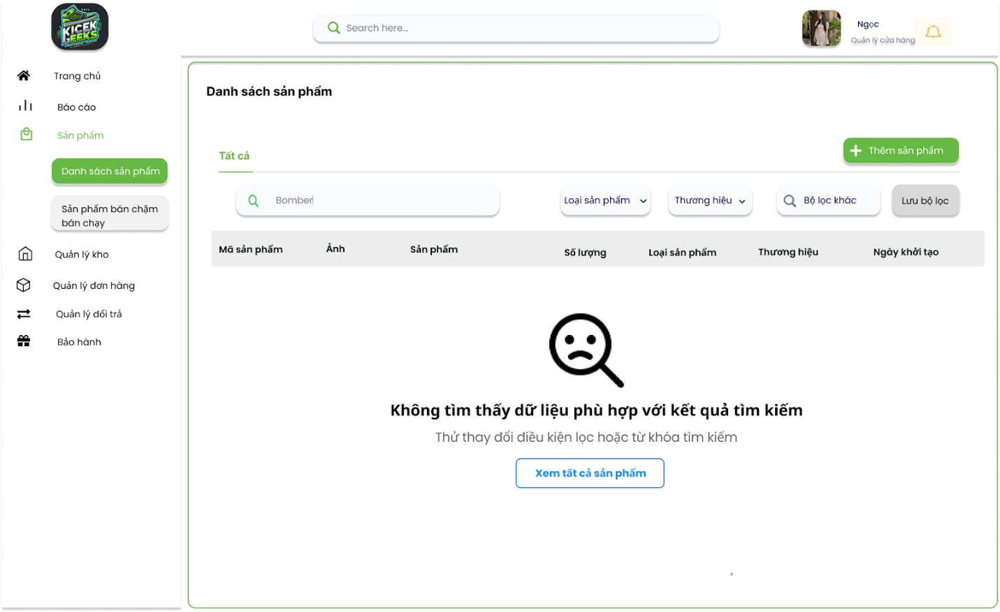 KICEK
GEEKS
Search here...
Ngọc
Quản lý cửa hàng
Trang chủ
Báo cáo
Sản phẩm
Danh sách sản phẩm
Sản phẩm bán chậm
bán chạy
Quản lý kho
Quản lý đơn hàng
Quản lý đổi trả
Bảo hành
Danh sách sản phẩm
Tất cả
Thêm sản phẩm
Bomber
Loại sản phẩm
Thương hiệu
Bộ lọc khác
Lưu bộ lọc
Mã sản phẩm Ảnh Sản phẩm Số lượng Loại sản phẩm Thương hiệu Ngày khởi tạo
Không tìm thấy dữ liệu phù hợp với kết quả tìm kiếm
Thử thay đổi điều kiện lọc hoặc từ khóa tìm kiếm
Xem tất cả sản phẩm